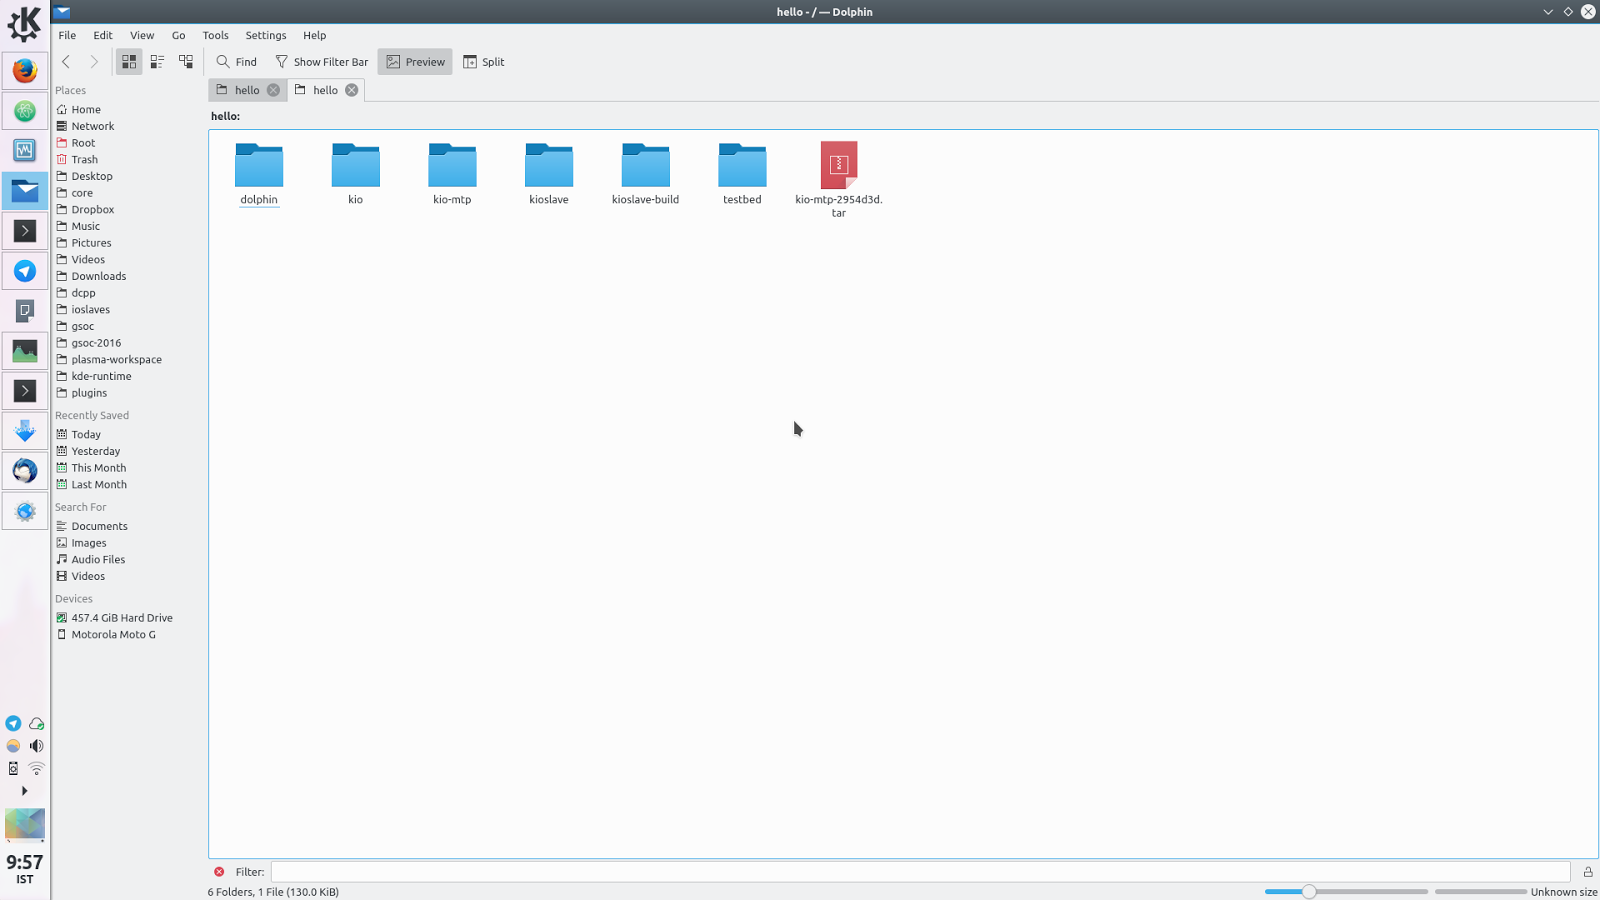 hello - / — Dolphin
File Edit View Go Tools Settings Help
Find Show Filter Bar Preview Split
Places
Home
Network
Root
Trash
Desktop
core
Dropbox
Music
Pictures
Videos
Downloads
dcpp
ioslaves
gsoc
gsoc-2016
plasma-workspace
kde-runtime
plugins
Recently Saved
Today
Yesterday
This Month
Last Month
Search For
Documents
Images
Audio Files
Videos
Devices
457.4 GiB Hard Drive
Motorola Moto G
hello hello
hello:
dolphin kio kio-mtp kioslave kioslave-build testbed kio-mtp-2954d3d.
tar
Filter:
6 Folders, 1 File (130.0 KiB) Unknown size
9:57
IST